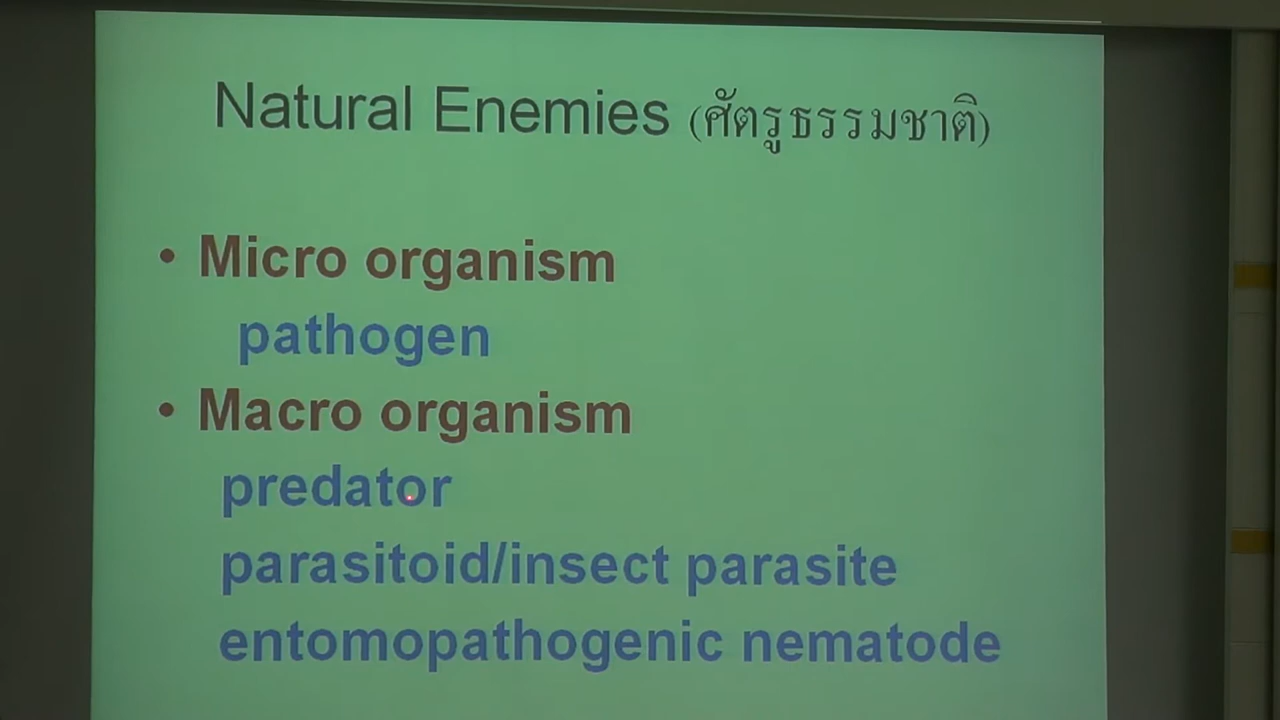 Natural Enemies (ศัตรูธรรมชาติ)
• Micro organism
pathogen
• Macro organism
predator
parasitoid/insect parasite
entomopathogenic nematode